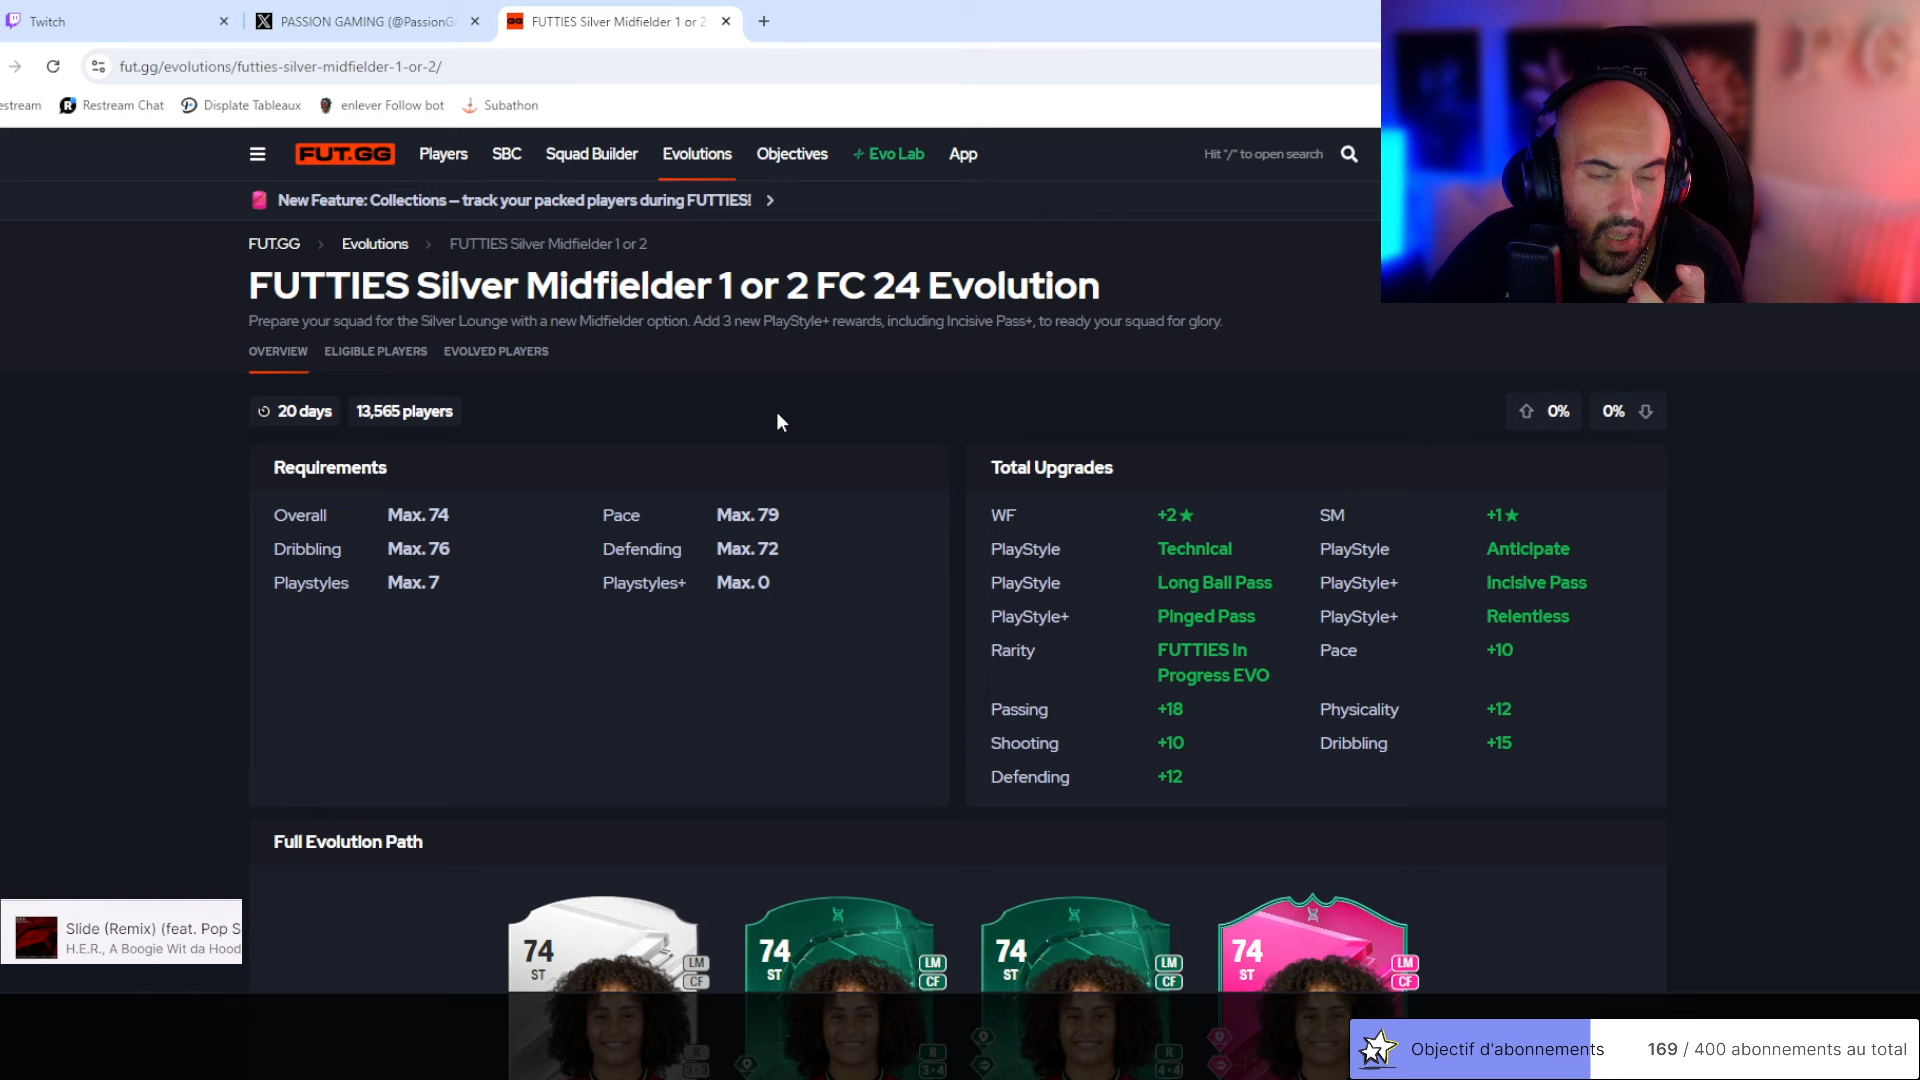 Twitch
PASSION GAMING (@PassionG
FUTTIES Silver Midfielder 1 or 2
fut.gg/evolutions/futties-silver-midfielder-1-or-2/
estream
Restream Chat
Displate Tableaux
enlever Follow bot
Subathon
FUT.GG
Players
SBC
Squad Builder
Evolutions
Objectives
Evo Lab
App
Hit "/" to open search
New Feature: Collections – track your packed players during FUTTIES!
FUT.GG > Evolutions > FUTTIES Silver Midfielder 1 or 2
FUTTIES Silver Midfielder 1 or 2 FC 24 Evolution
Prepare your squad for the Silver Lounge with a new Midfielder option. Add 3 new PlayStyle+ rewards, including Incisive Pass+, to ready your squad for glory.
OVERVIEW
ELIGIBLE PLAYERS
EVOLVED PLAYERS
20 days
13,565 players
0%
0%
Requirements
Overall Max. 74
Pace Max. 79
Dribbling Max. 76
Defending Max. 72
Playstyles Max. 7
Playstyles+ Max. 0
Total Upgrades
WF +2★
SM +1★
PlayStyle Technical
PlayStyle Anticipate
PlayStyle Long Ball Pass
PlayStyle+ Incisive Pass
PlayStyle+ Pinged Pass
PlayStyle+ Relentless
Rarity FUTTIES In
Progress EVO
Pace +10
Passing +18
Physicality +12
Shooting +10
Dribbling +15
Defending +12
Full Evolution Path
74
ST
LM
CF
R
3•3
74
ST
LM
CF
R
3•4
74
ST
LM
CF
R
4•4
74
ST
LM
CF
Slide (Remix) (feat. Pop S
H.E.R., A Boogie Wit da Hood
Objectif d'abonnements
169 / 400 abonnements au total